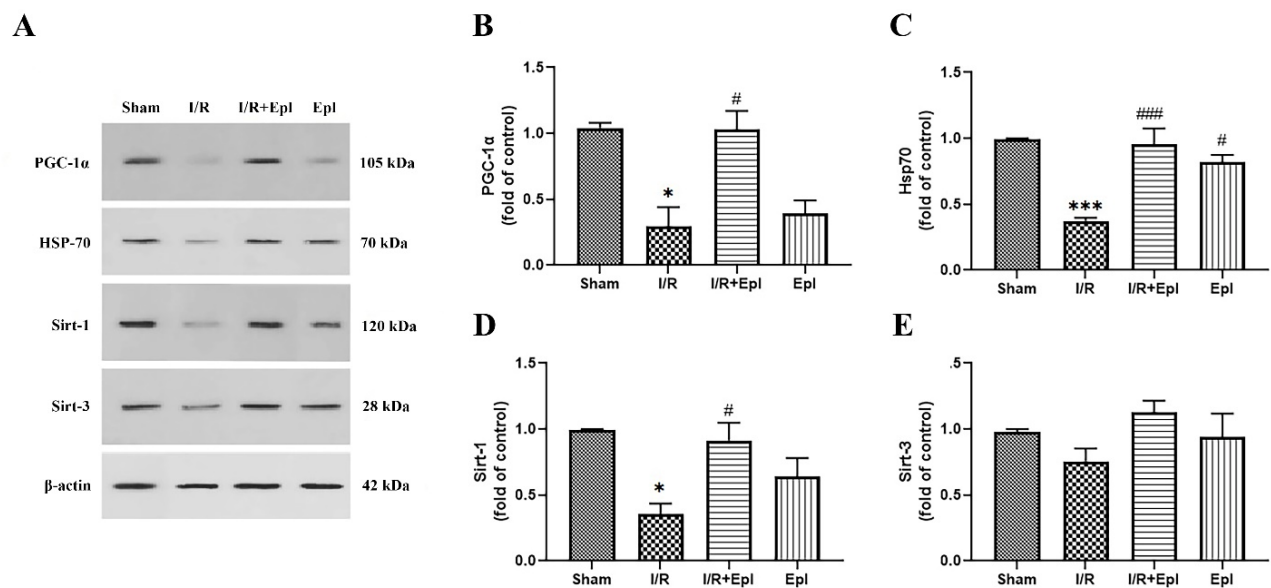 A
Sham I/R I/R+Epl Epl
PGC-1α 105 kDa
HSP-70 70 kDa
Sirt-1 120 kDa
Sirt-3 28 kDa
β-actin 42 kDa
B
PGC-1α
(fold of control)
1.5
1.0
0.5
0.0
*
#
Sham I/R I/R+Epl Epl
C
Hsp70
(fold of control)
1.5
1.0
0.5
0.0
***
###
#
Sham I/R I/R+Epl Epl
D
Sirt-1
(fold of control)
1.5
1.0
0.5
0.0
*
#
Sham I/R I/R+Epl Epl
E
Sirt-3
(fold of control)
.5
1.0
0.5
0.0
Sham I/R I/R+Epl Epl